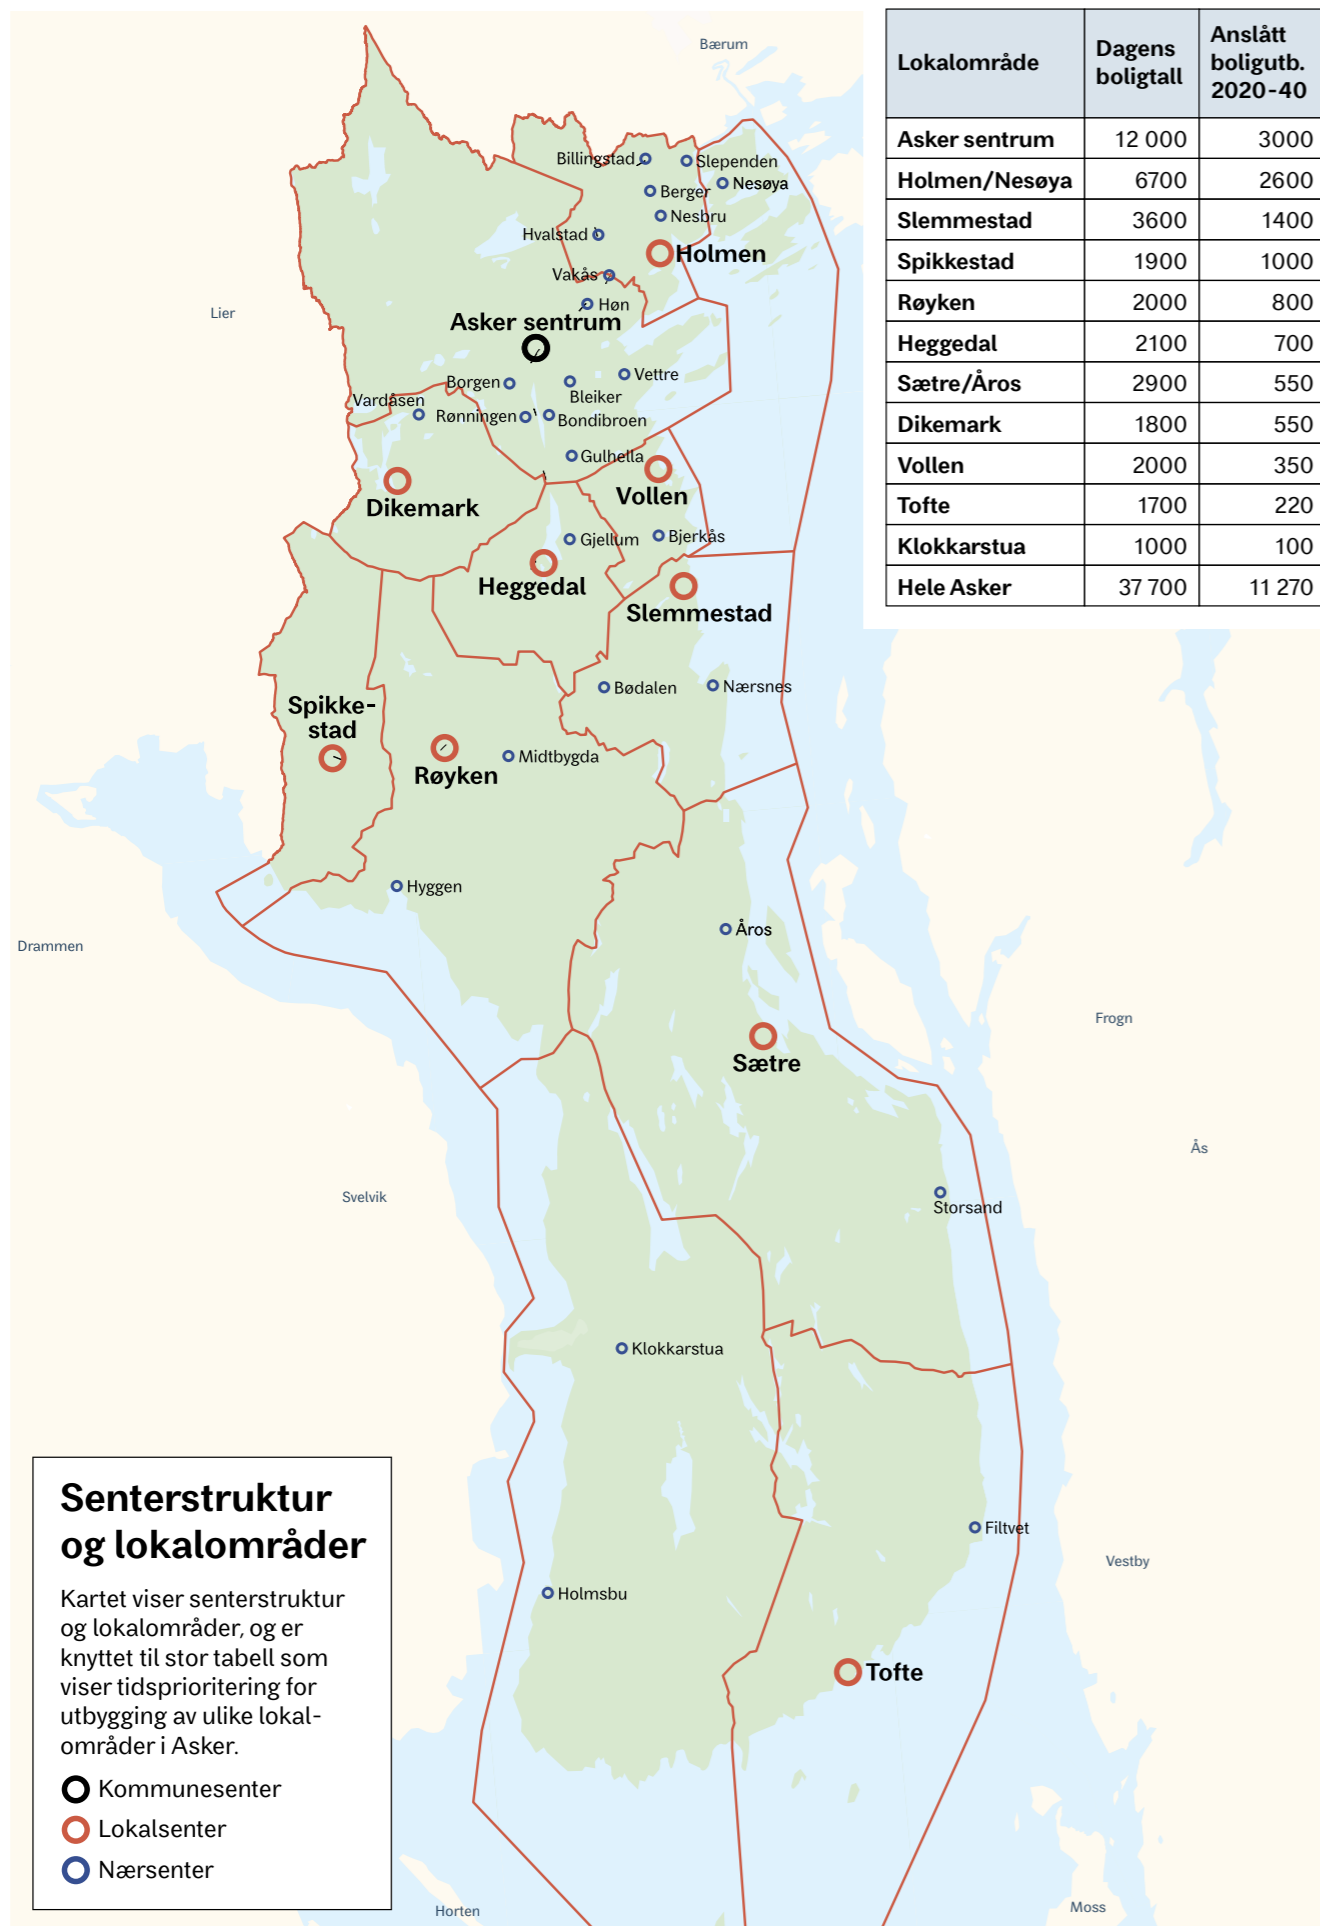 Bærum
Lokalområde
Dagens
boligtall
Anslått
boligutb.
2020-40
Asker sentrum 12 000 3000
Holmen/Nesøya 6700 2600
Slemmestad 3600 1400
Spikkestad 1900 1000
Røyken 2000 800
Heggedal 2100 700
Sætre/Åros 2900 550
Dikemark 1800 550
Vollen 2000 350
Tofte 1700 220
Klokkarstua 1000 100
Hele Asker 37 700 11 270
Billingstad
Slependen
Nesøya
Berger
Nesbru
Hvalstad
Holmen
Vakås
Høn
Lier
Asker sentrum
Vettre
Borgen
Bleiker
Vardåsen
Rønningen
Bondibroen
Gulhella
Vollen
Dikemark
Gjellum
Bjerkås
Heggedal
Slemmestad
Bødalen
Nærsnes
Spikke-
stad
Midtbygda
Røyken
Hyggen
Åros
Drammen
Frogn
Sætre
Ås
Svelvik
Storsand
Klokkarstua
Filtvet
Vestby
Holmsbu
Tofte
Senterstruktur
og lokalområder
Kartet viser senterstruktur
og lokalområder, og er
knyttet til stor tabell som
viser tidsprioritering for
utbygging av ulike lokal-
områder i Asker.
Kommunesenter
Lokalsenter
Nærsenter
Horten
Moss